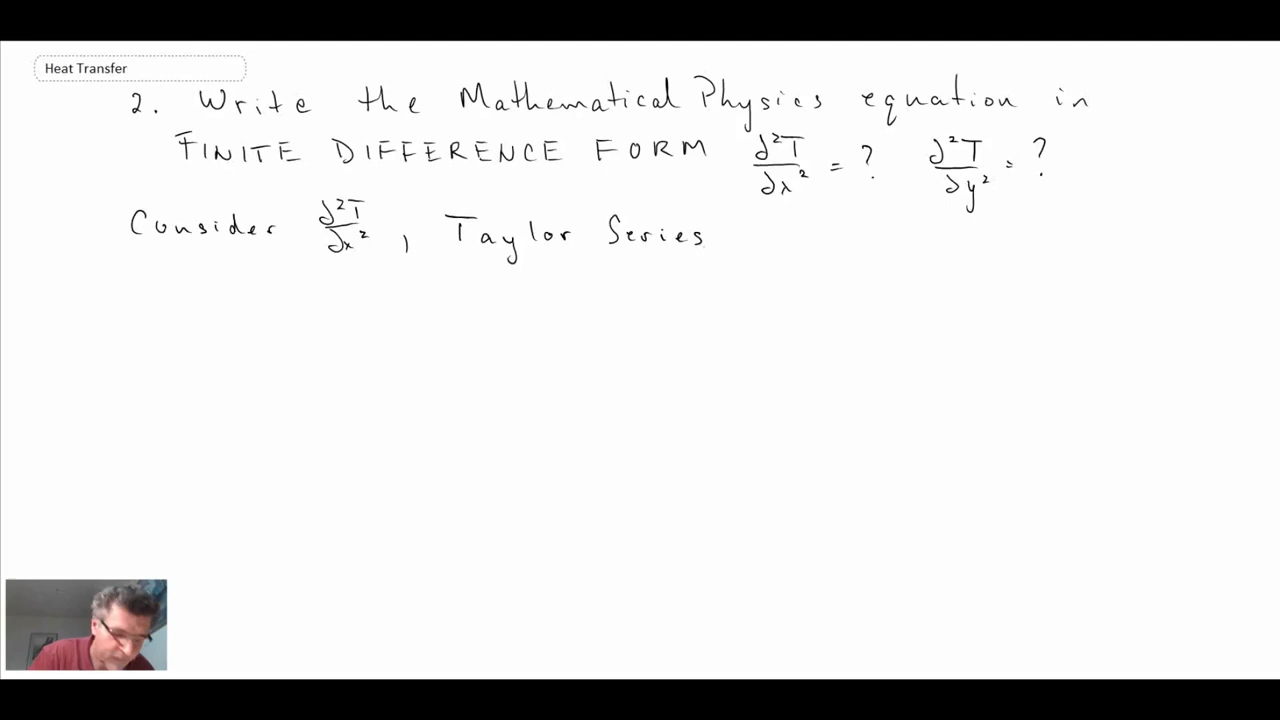 Heat Transfer
2. Write the Mathematical Physics equation in
FINITE DIFFERENCE FORM ∂²T/∂x² = ? ∂²T/∂y² = ?
Consider ∂²T/∂x² , Taylor Series